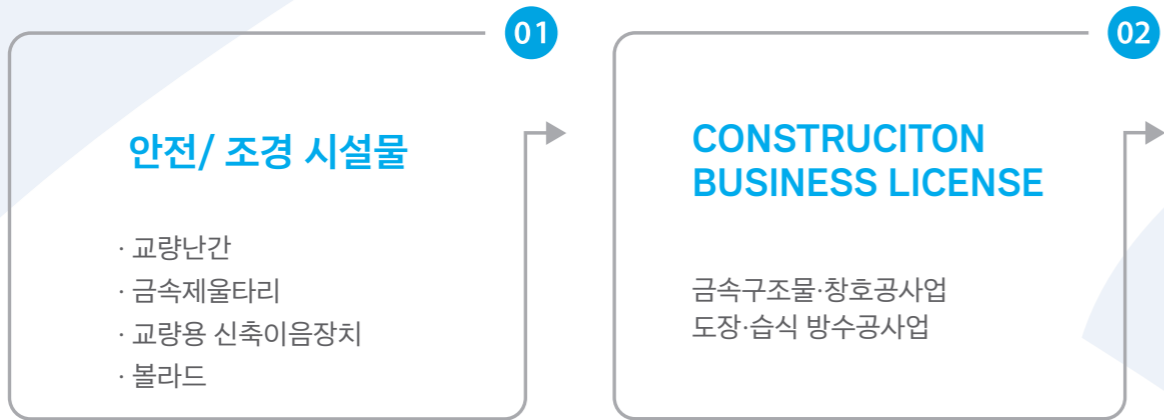 01
안전/ 조경 시설물
· 교량난간
· 금속제울타리
· 교량용 신축이음장치
· 볼라드
02
CONSTRUCITON
BUSINESS LICENSE
금속구조물·창호공사업
도장·습식 방수공사업